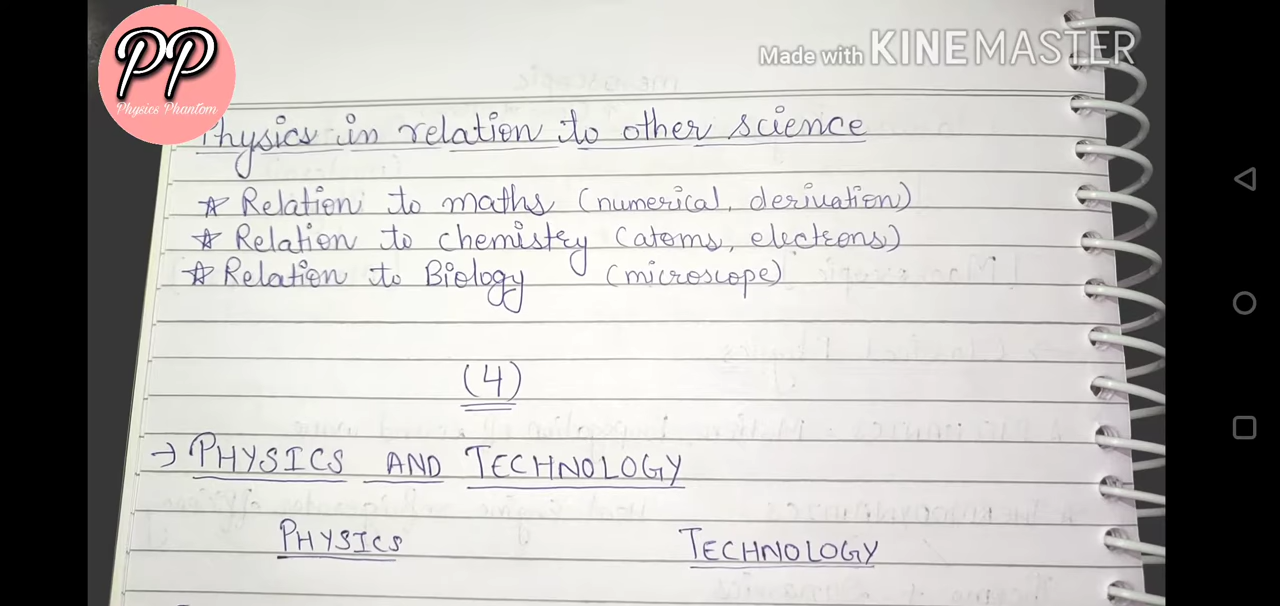 PP
Physics Phantom
Made with KINEMASTER
Physics in relation to other science
☆ Relation to maths (numerical, derivation)
☆ Relation to chemistry (atoms, electrons)
☆ Relation to Biology (microscope)
(4)
→ PHYSICS AND TECHNOLOGY
PHYSICS TECHNOLOGY